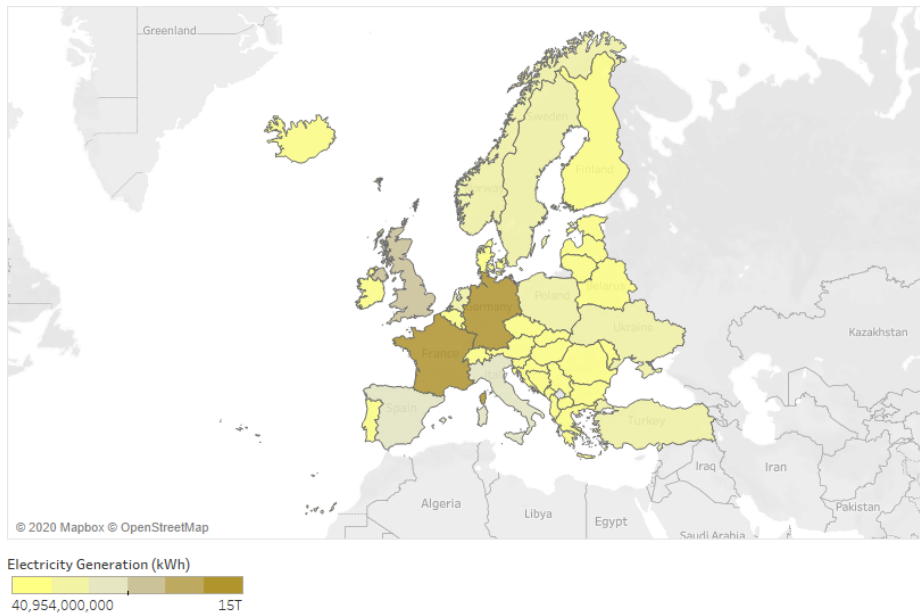 Greenland
Sweden
Norway
Finland
Belarus
Germany
Poland
Ukraine
Kazakhstan
France
Italy
Spain
Turkey
Iraq
Iran
Pakistan
Algeria
Libya
Egypt
Saudi Arabia
© 2020 Mapbox © OpenStreetMap
Electricity Generation (kWh)
40,954,000,000 15T